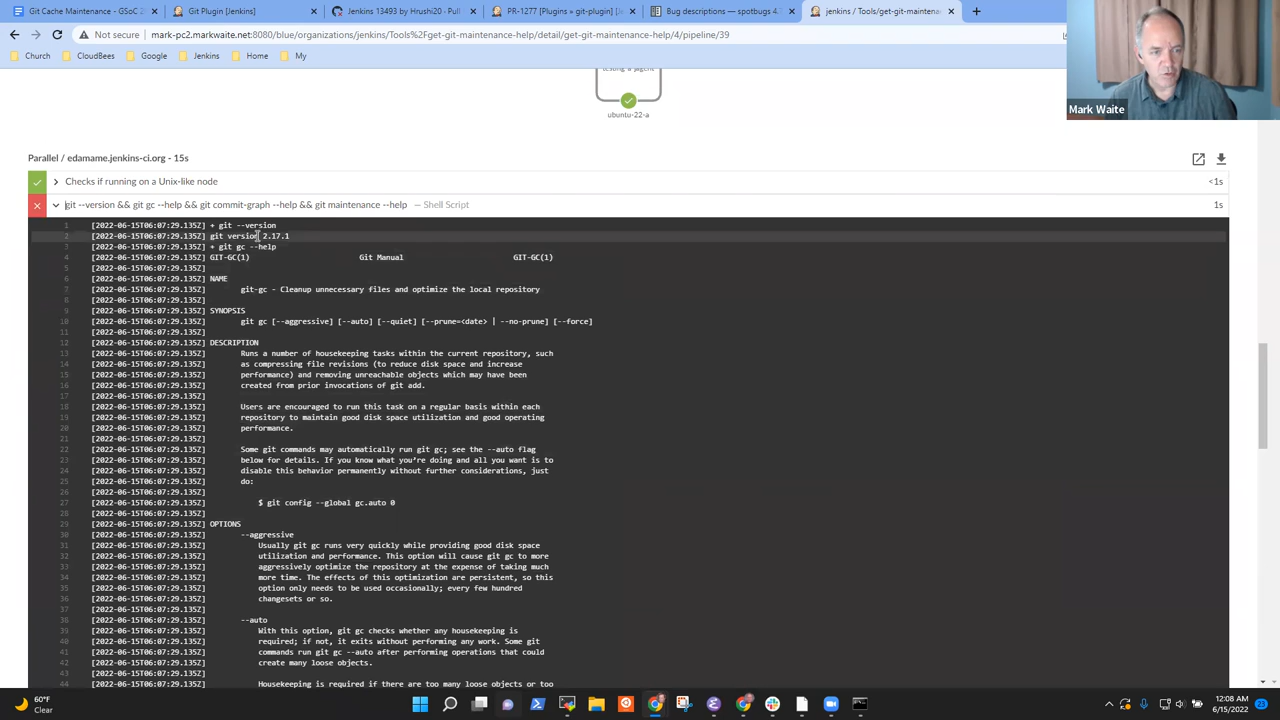 Git Cache Maintenance - GSoC 2
Meetings
Jenkins 13493 by Hrushi20 · Pull
PR-1277 [Plugins » git-plugin] –
Bug descriptions — spotbugs 4.7
jenkins / Tools/get-git-maintenan
Not secure
mark-pc2.markwaite.net:8080/blue/organizations/jenkins/Tools%2Fget-git-maintenance-help/detail/get-git-maintenance-help/4/pipeline/39
Church
CloudBees
Google
Jenkins
Home
My
testing-a-jagent
ubuntu-22-a
Mark Waite
Parallel / edamame.jenkins-ci.org - 15s
Checks if running on a Unix-like node
<1s
git --version && git gc --help && git commit-graph --help && git maintenance --help — Shell Script
1s
1 [2022-06-15T06:07:29.135Z] + git --version
2 [2022-06-15T06:07:29.135Z] git version 2.17.1
3 [2022-06-15T06:07:29.135Z] + git gc --help
4 [2022-06-15T06:07:29.135Z] GIT-GC(1) Git Manual GIT-GC(1)
5 [2022-06-15T06:07:29.135Z]
6 [2022-06-15T06:07:29.135Z] NAME
7 [2022-06-15T06:07:29.135Z] git-gc - Cleanup unnecessary files and optimize the local repository
8 [2022-06-15T06:07:29.135Z]
9 [2022-06-15T06:07:29.135Z] SYNOPSIS
10 [2022-06-15T06:07:29.135Z] git gc [--aggressive] [--auto] [--quiet] [--prune=<date> | --no-prune] [--force]
11 [2022-06-15T06:07:29.135Z]
12 [2022-06-15T06:07:29.135Z] DESCRIPTION
13 [2022-06-15T06:07:29.135Z] Runs a number of housekeeping tasks within the current repository, such
14 [2022-06-15T06:07:29.135Z] as compressing file revisions (to reduce disk space and increase
15 [2022-06-15T06:07:29.135Z] performance) and removing unreachable objects which may have been
16 [2022-06-15T06:07:29.135Z] created from prior invocations of git add.
17 [2022-06-15T06:07:29.135Z]
18 [2022-06-15T06:07:29.135Z] Users are encouraged to run this task on a regular basis within each
19 [2022-06-15T06:07:29.135Z] repository to maintain good disk space utilization and good operating
20 [2022-06-15T06:07:29.135Z] performance.
21 [2022-06-15T06:07:29.135Z]
22 [2022-06-15T06:07:29.135Z] Some git commands may automatically run git gc; see the --auto flag
23 [2022-06-15T06:07:29.135Z] below for details. If you know what you’re doing and all you want is to
24 [2022-06-15T06:07:29.135Z] disable this behavior permanently without further considerations, just
25 [2022-06-15T06:07:29.135Z] do:
26 [2022-06-15T06:07:29.135Z]
27 [2022-06-15T06:07:29.135Z] $ git config --global gc.auto 0
28 [2022-06-15T06:07:29.135Z]
29 [2022-06-15T06:07:29.135Z] OPTIONS
30 [2022-06-15T06:07:29.135Z] --aggressive
31 [2022-06-15T06:07:29.135Z] Usually git gc runs very quickly while providing good disk space
32 [2022-06-15T06:07:29.135Z] utilization and performance. This option will cause git gc to more
33 [2022-06-15T06:07:29.135Z] aggressively optimize the repository at the expense of taking much
34 [2022-06-15T06:07:29.135Z] more time. The effects of this optimization are persistent, so this
35 [2022-06-15T06:07:29.135Z] option only needs to be used occasionally; every few hundred
36 [2022-06-15T06:07:29.135Z] changesets or so.
37 [2022-06-15T06:07:29.135Z]
38 [2022-06-15T06:07:29.135Z] --auto
39 [2022-06-15T06:07:29.135Z] With this option, git gc checks whether any housekeeping is
40 [2022-06-15T06:07:29.135Z] required; if not, it exits without performing any work. Some git
41 [2022-06-15T06:07:29.135Z] commands run git gc --auto after performing operations that could
42 [2022-06-15T06:07:29.135Z] create many loose objects.
43 [2022-06-15T06:07:29.135Z]
44 [2022-06-15T06:07:29.135Z] Housekeeping is required if there are too many loose objects or too
60°F
Clear
12:08 AM
6/15/2022
23